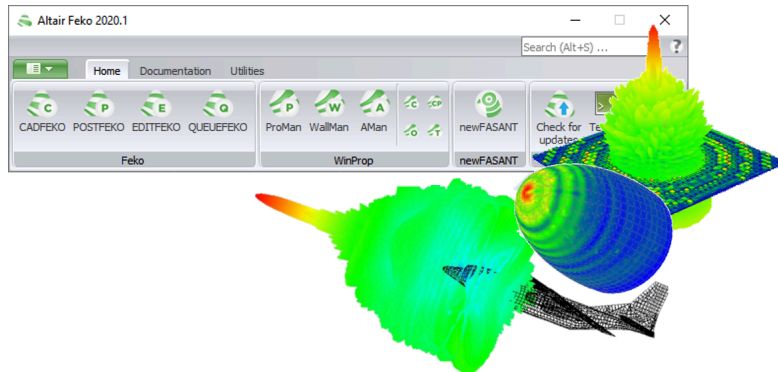 Altair Feko 2020.1
Search (Alt+S) ...
?
Home Documentation Utilities
C P E Q P W A C CP
CADFEKO POSTFEKO EDITFEKO QUEUEFEKO ProMan WallMan AMan O T newFASANT Check for
updates
Feko WinProp newFASANT